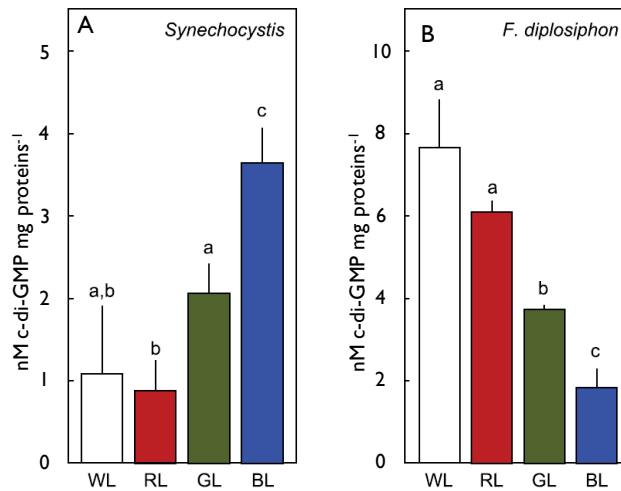 A
Synechocystis
nM c-di-GMP mg proteins-1
5
4
3
2
1
0
a,b
b
a
c
WL RL GL BL
B
F. diplosiphon
nM c-di-GMP mg proteins-1
10
8
6
4
2
0
a
a
b
c
WL RL GL BL